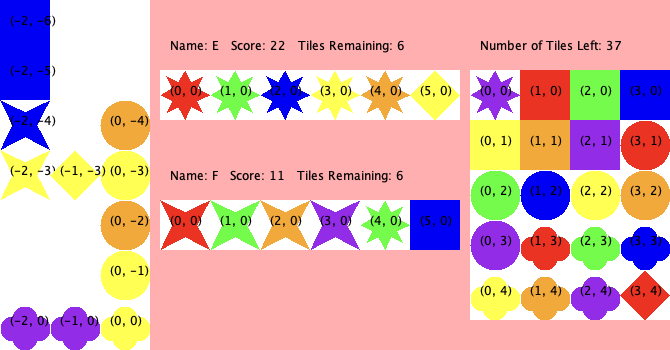 (-2, -6)
(-2, -5)
(-2, -4) (0, -4)
(-2, -3) (-1, -3) (0, -3)
(0, -2)
(0, -1)
(-2, 0) (-1, 0) (0, 0)
Name: E Score: 22 Tiles Remaining: 6
(0, 0) (1, 0) (2, 0) (3, 0) (4, 0) (5, 0)
Name: F Score: 11 Tiles Remaining: 6
(0, 0) (1, 0) (2, 0) (3, 0) (4, 0) (5, 0)
Number of Tiles Left: 37
(0, 0) (1, 0) (2, 0) (3, 0)
(0, 1) (1, 1) (2, 1) (3, 1)
(0, 2) (1, 2) (2, 2) (3, 2)
(0, 3) (1, 3) (2, 3) (3, 3)
(0, 4) (1, 4) (2, 4) (3, 4)